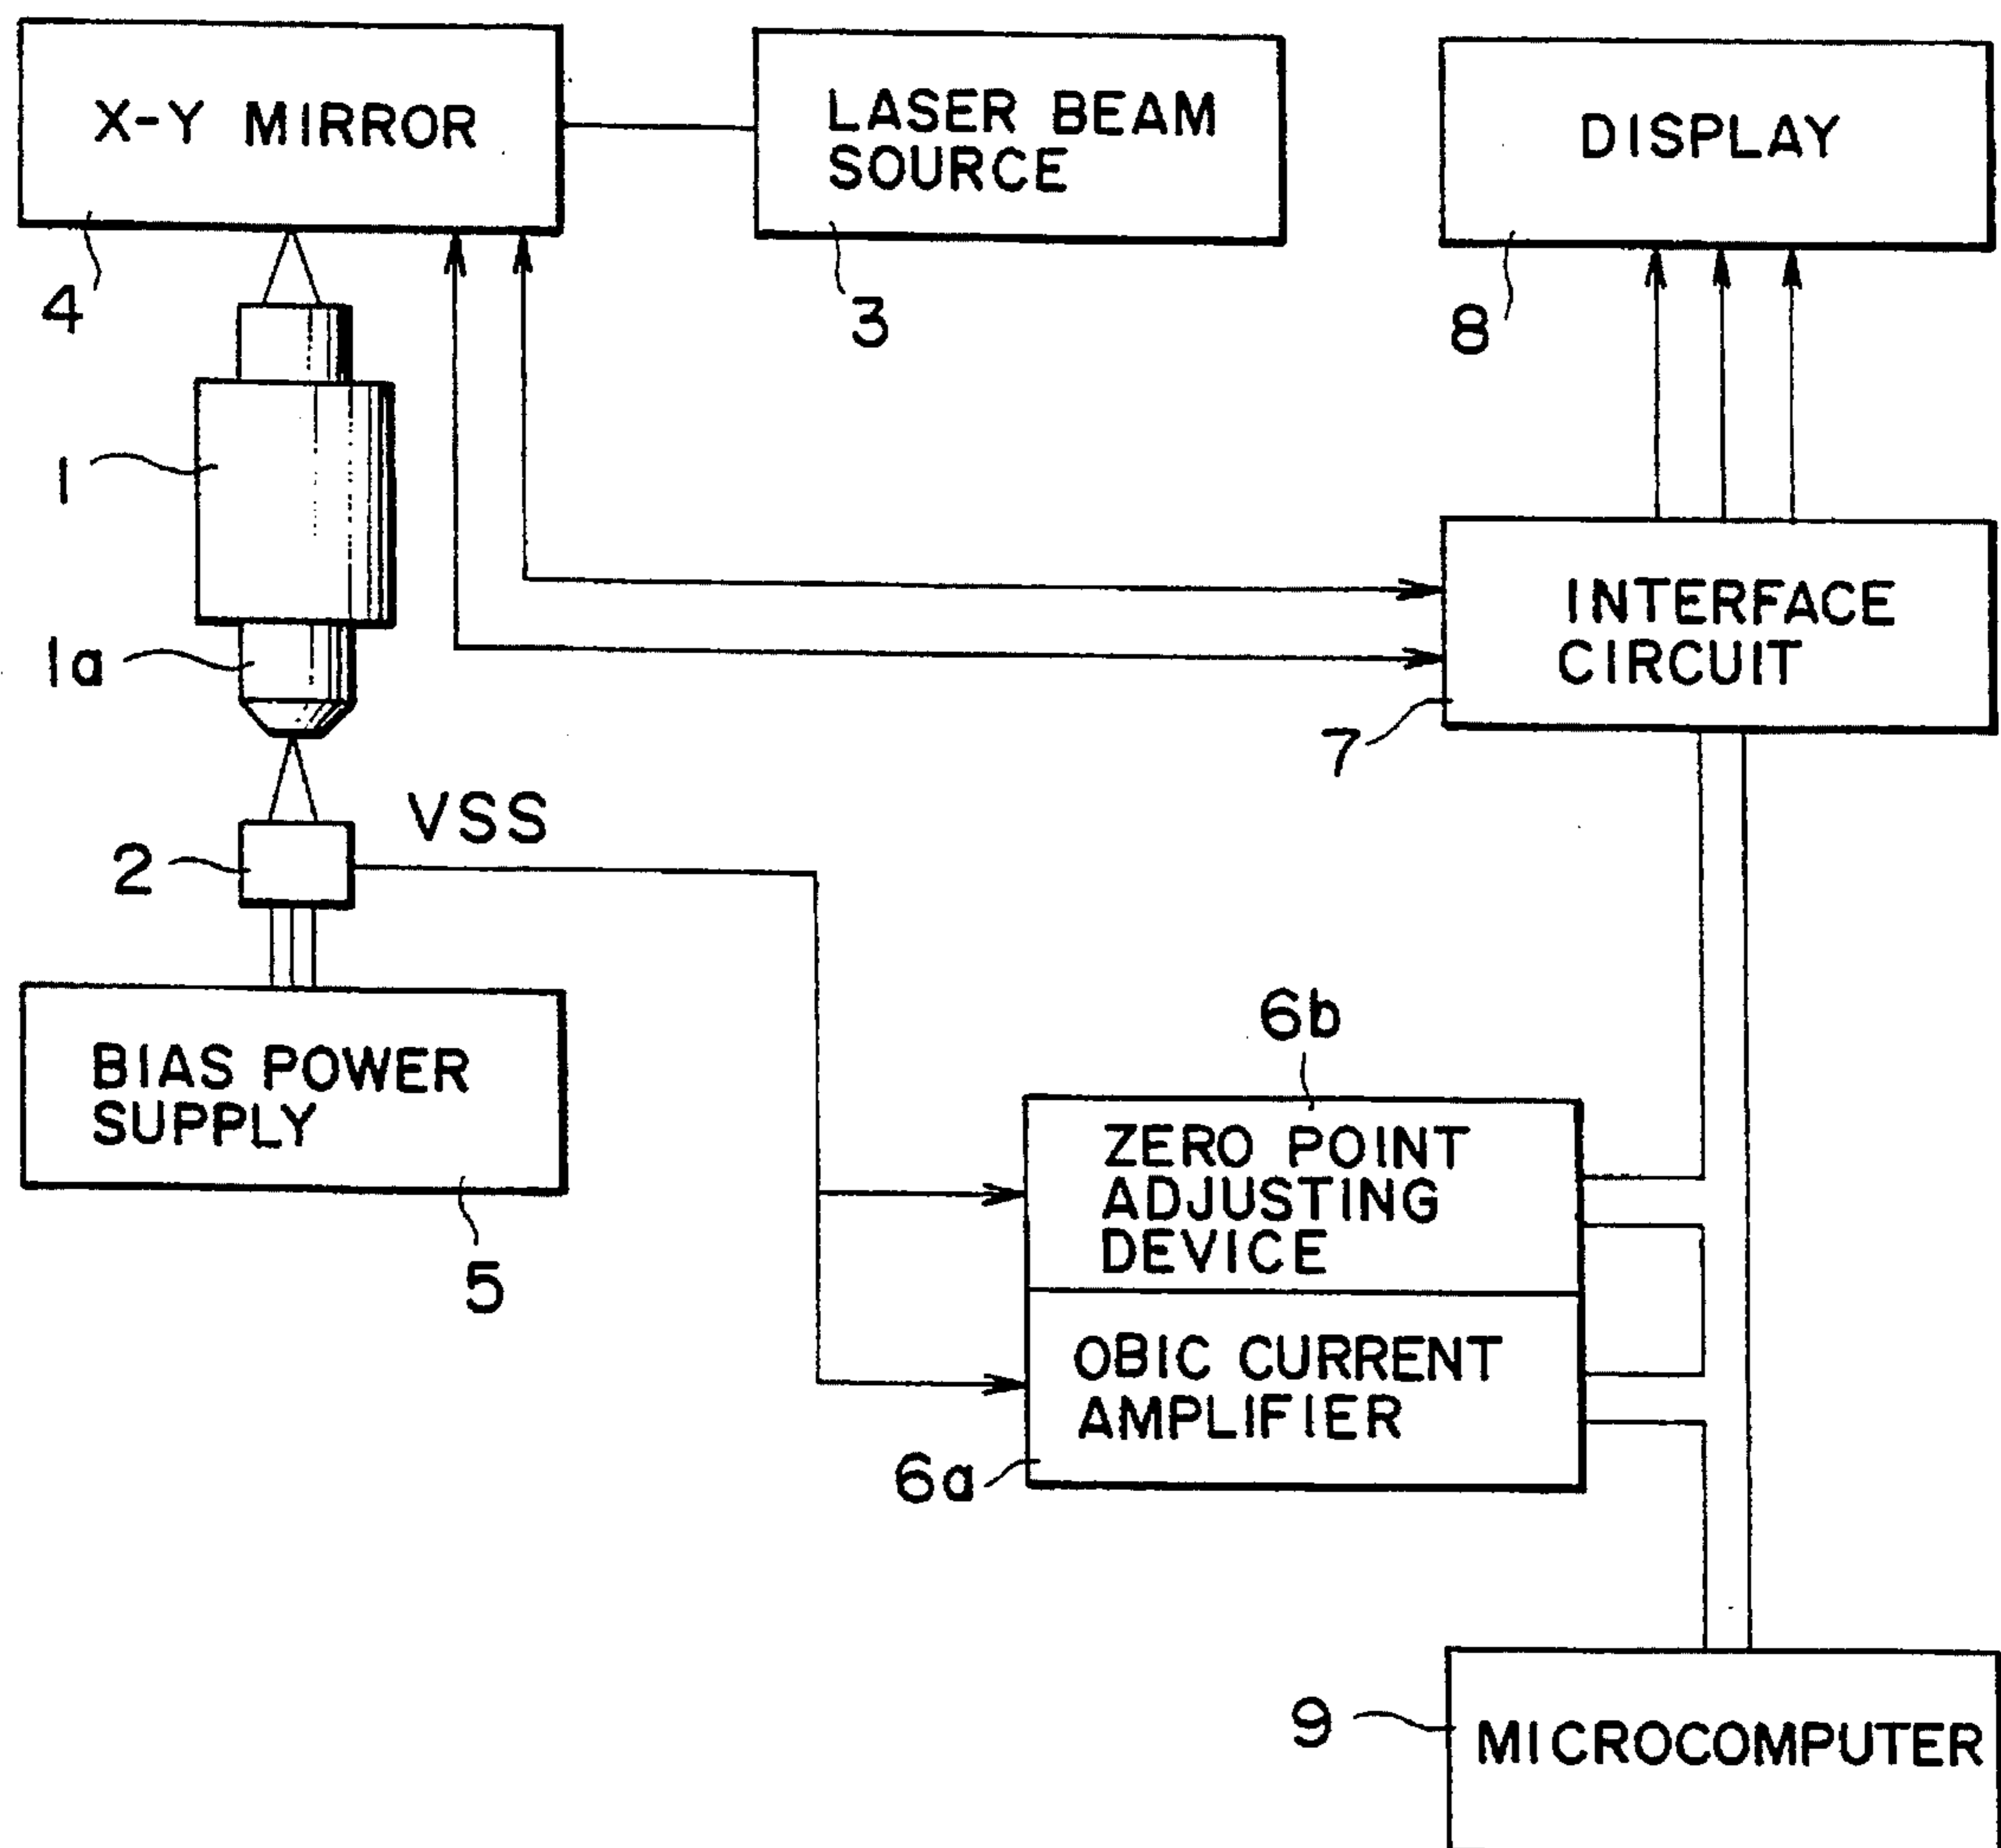 X-Y MIRROR
4
LASER BEAM
SOURCE
3
DISPLAY
8
1
1a
INTERFACE
CIRCUIT
7
VSS
2
BIAS POWER
SUPPLY
5
6b
ZERO POINT
ADJUSTING
DEVICE
OBIC CURRENT
AMPLIFIER
6a
9
MICROCOMPUTER